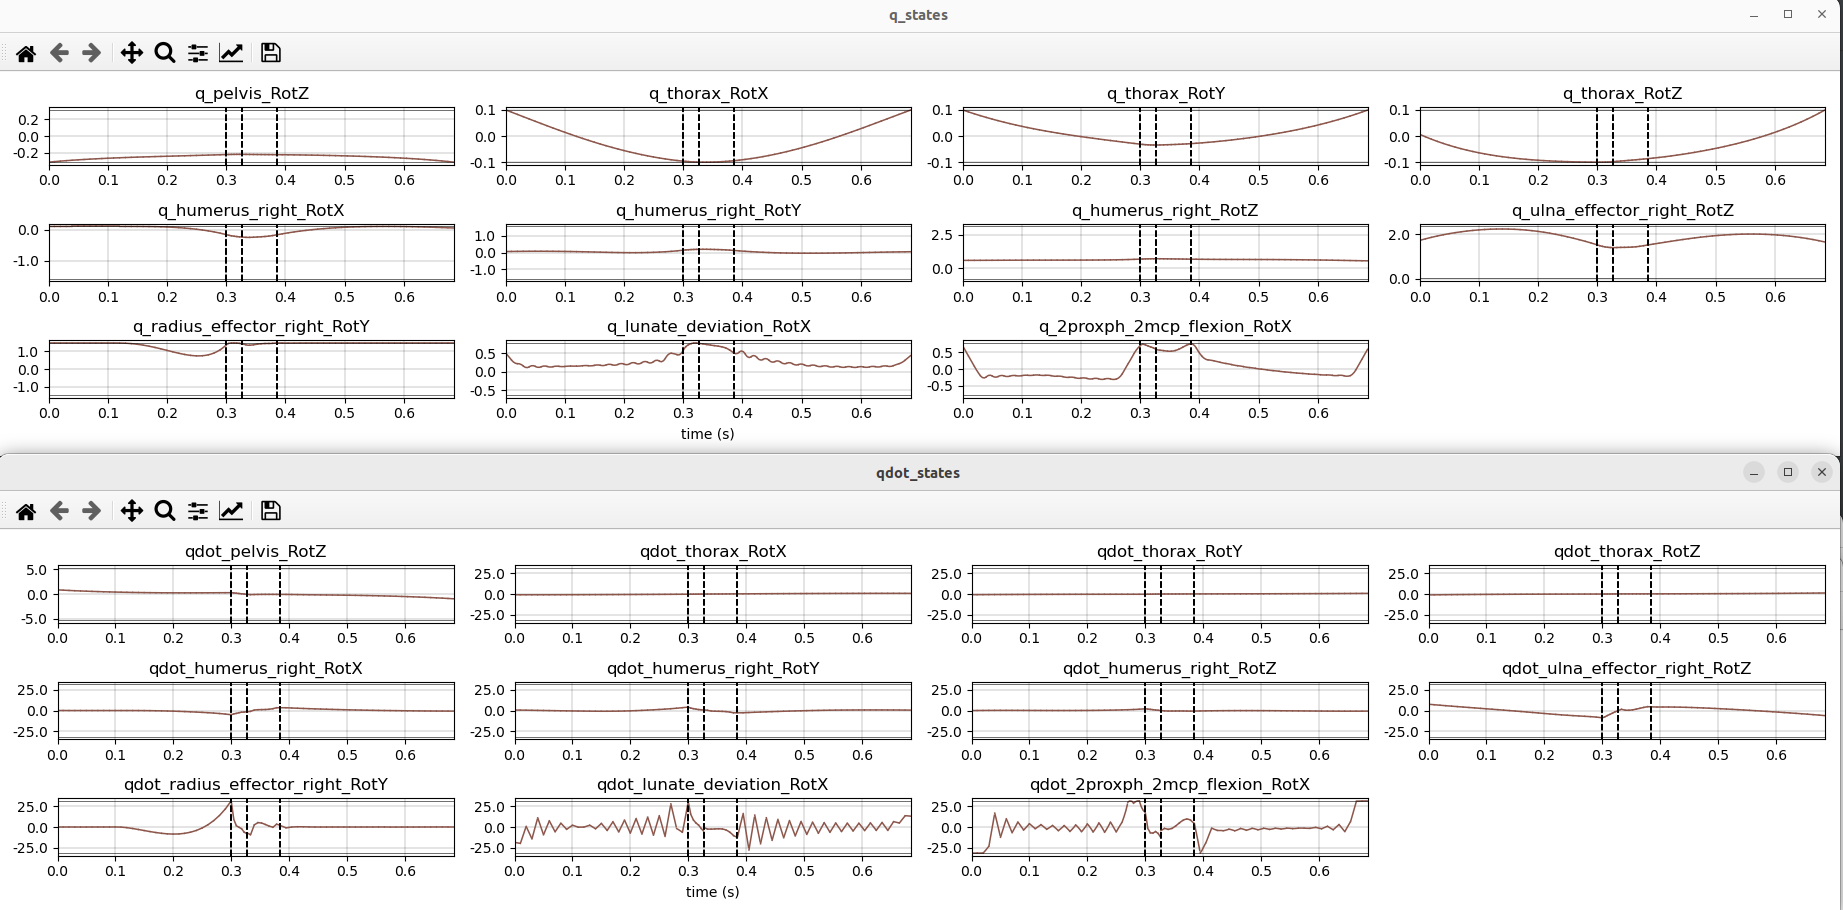 q_states
q_pelvis_RotZ q_thorax_RotX q_thorax_RotY q_thorax_RotZ
0.2 0.0 -0.2 0.1 0.0 -0.1 0.1 0.0 -0.1 0.1 0.0 -0.1
0.0 0.1 0.2 0.3 0.4 0.5 0.6 0.0 0.1 0.2 0.3 0.4 0.5 0.6 0.0 0.1 0.2 0.3 0.4 0.5 0.6 0.0 0.1 0.2 0.3 0.4 0.5 0.6
q_humerus_right_RotX q_humerus_right_RotY q_humerus_right_RotZ q_ulna_effector_right_RotZ
0.0 -1.0 1.0 0.0 -1.0 2.5 0.0 2.0 0.0
0.0 0.1 0.2 0.3 0.4 0.5 0.6 0.0 0.1 0.2 0.3 0.4 0.5 0.6 0.0 0.1 0.2 0.3 0.4 0.5 0.6 0.0 0.1 0.2 0.3 0.4 0.5 0.6
q_radius_effector_right_RotY q_lunate_deviation_RotX q_2proxph_2mcp_flexion_RotX
1.0 0.0 -1.0 0.5 0.0 -0.5 0.5 0.0 -0.5
0.0 0.1 0.2 0.3 0.4 0.5 0.6 0.0 0.1 0.2 0.3 0.4 0.5 0.6 0.0 0.1 0.2 0.3 0.4 0.5 0.6
time (s)
qdot_states
qdot_pelvis_RotZ qdot_thorax_RotX qdot_thorax_RotY qdot_thorax_RotZ
5.0 0.0 -5.0 25.0 0.0 -25.0 25.0 0.0 -25.0 25.0 0.0 -25.0
0.0 0.1 0.2 0.3 0.4 0.5 0.6 0.0 0.1 0.2 0.3 0.4 0.5 0.6 0.0 0.1 0.2 0.3 0.4 0.5 0.6 0.0 0.1 0.2 0.3 0.4 0.5 0.6
qdot_humerus_right_RotX qdot_humerus_right_RotY qdot_humerus_right_RotZ qdot_ulna_effector_right_RotZ
25.0 0.0 -25.0 25.0 0.0 -25.0 25.0 0.0 -25.0 25.0 0.0 -25.0
0.0 0.1 0.2 0.3 0.4 0.5 0.6 0.0 0.1 0.2 0.3 0.4 0.5 0.6 0.0 0.1 0.2 0.3 0.4 0.5 0.6 0.0 0.1 0.2 0.3 0.4 0.5 0.6
qdot_radius_effector_right_RotY qdot_lunate_deviation_RotX qdot_2proxph_2mcp_flexion_RotX
25.0 0.0 -25.0 25.0 0.0 -25.0 25.0 0.0 -25.0
0.0 0.1 0.2 0.3 0.4 0.5 0.6 0.0 0.1 0.2 0.3 0.4 0.5 0.6 0.0 0.1 0.2 0.3 0.4 0.5 0.6
time (s)